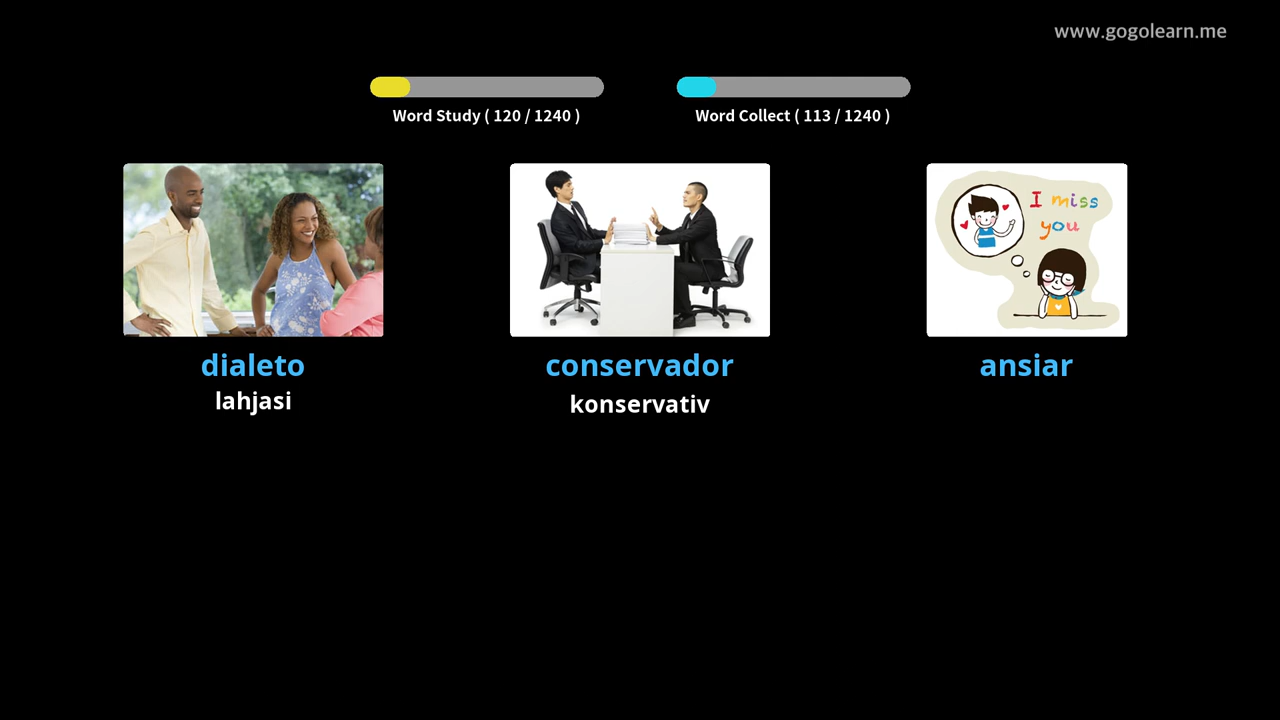 www.gogolearn.me
Word Study ( 120 / 1240 )
Word Collect ( 113 / 1240 )
I miss
you
dialeto
conservador
ansiar
lahjasi
konservativ